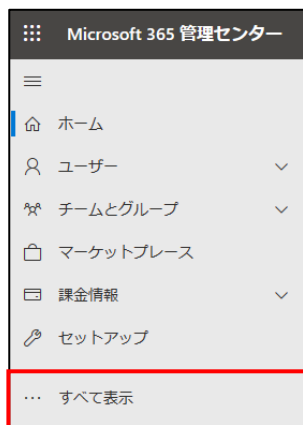 Microsoft 365 管理センター
ホーム
ユーザー
チームとグループ
マーケットプレース
課金情報
セットアップ
… すべて表示